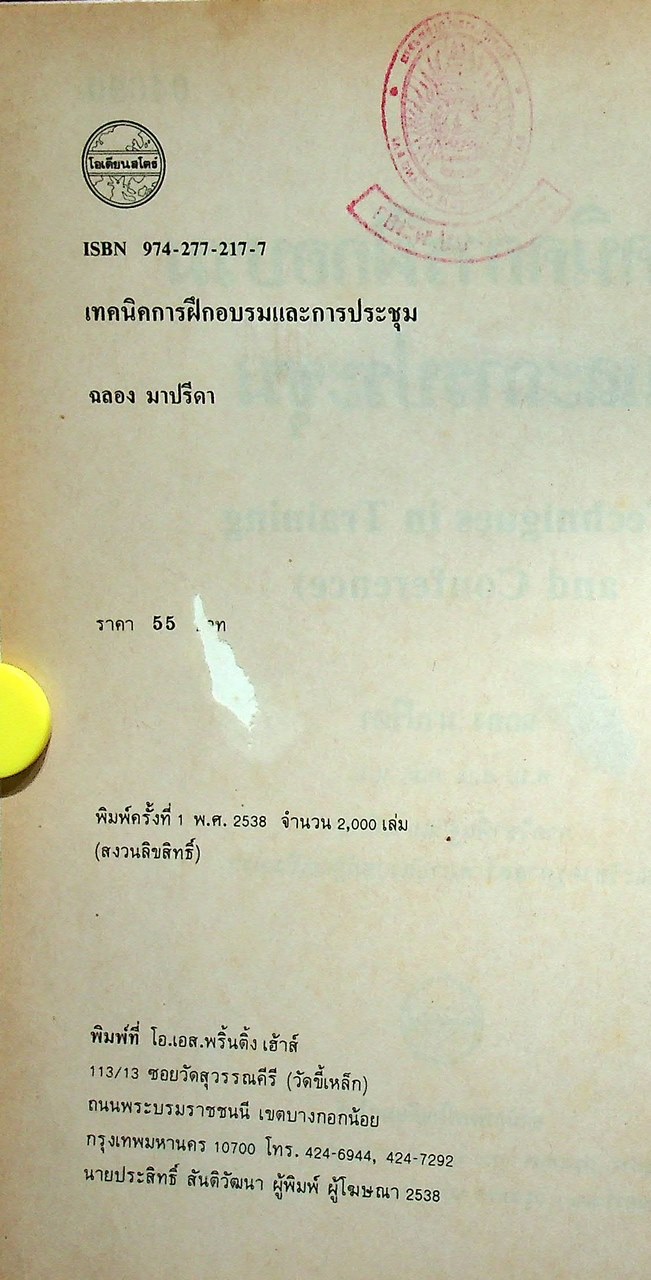 โอเดียนสโตร์
ISBN 974-277-217-7
เทคนิคการฝึกอบรมและการประชุม
ฉลอง มาปรีดา
ราคา 55 บาท
พิมพ์ครั้งที่ 1 พ.ศ. 2538 จำนวน 2,000 เล่ม
(สงวนลิขสิทธิ์)
พิมพ์ที่ โอ.เอส.พริ้นติ้ง เฮ้าส์
113/13 ซอยวัดสุวรรณคีรี (วัดขี้เหล็ก)
ถนนพระบรมราชชนนี เขตบางกอกน้อย
กรุงเทพมหานคร 10700 โทร. 424-6944, 424-7292
นายประสิทธิ์ สันติวัฒนา ผู้พิมพ์ ผู้โฆษณา 2538